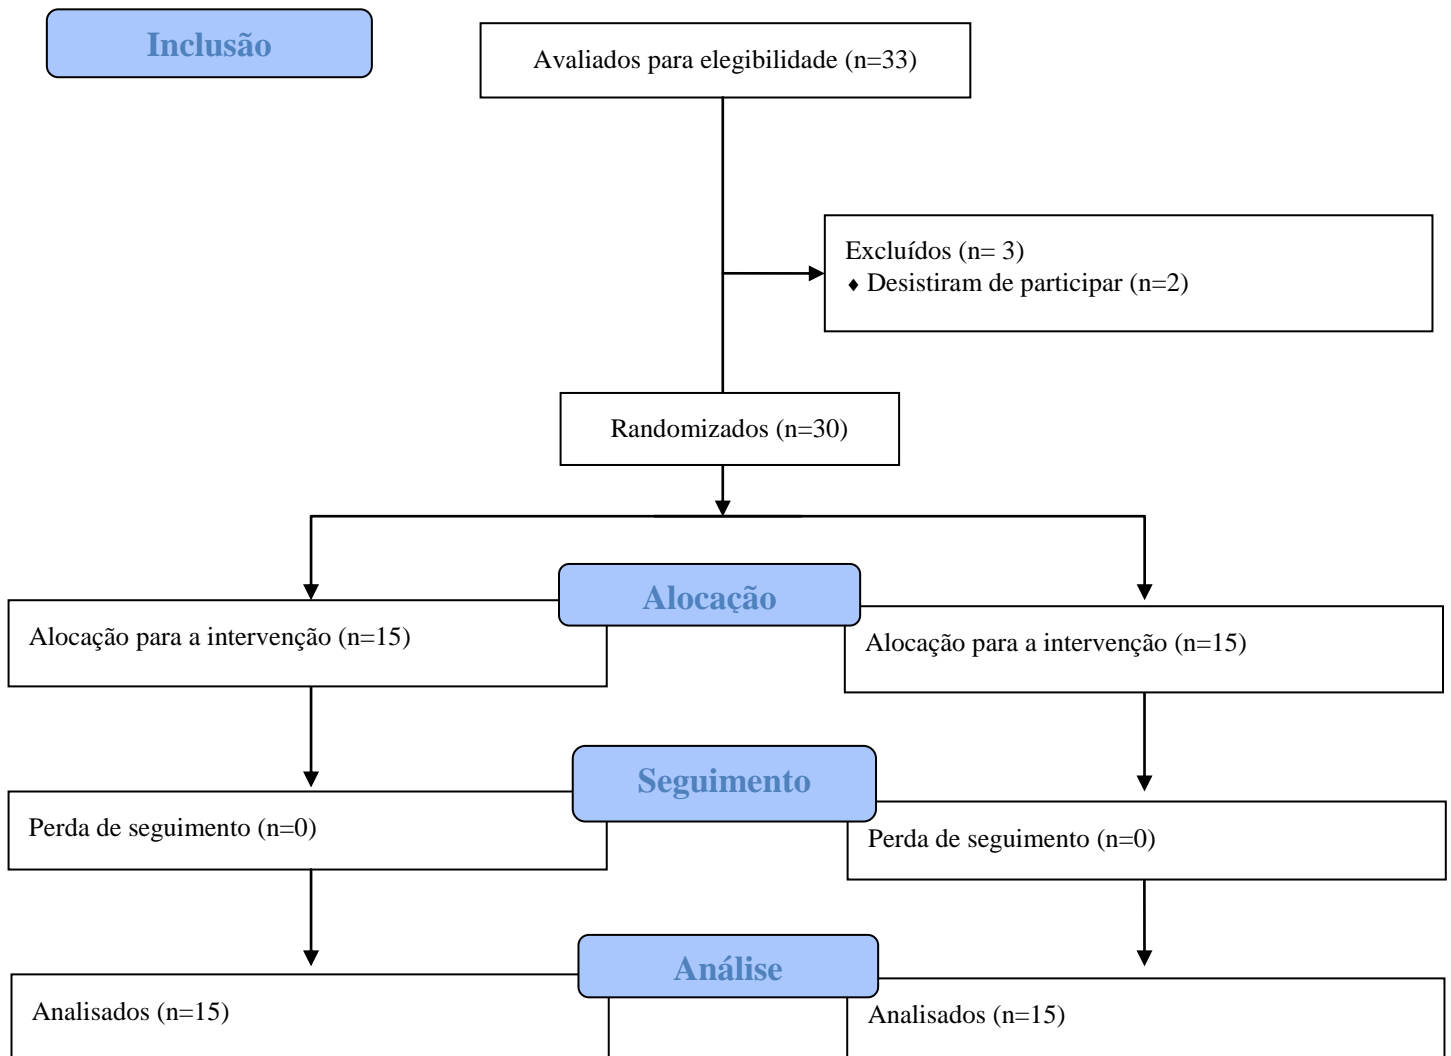 Inclusão
Avaliados para elegibilidade (n=33)
Excluídos (n= 3)
♦ Desistiram de participar (n=2)
Randomizados (n=30)
Alocação
Alocação para a intervenção (n=15)
Alocação para a intervenção (n=15)
Seguimento
Perda de seguimento (n=0)
Perda de seguimento (n=0)
Análise
Analisados (n=15)
Analisados (n=15)